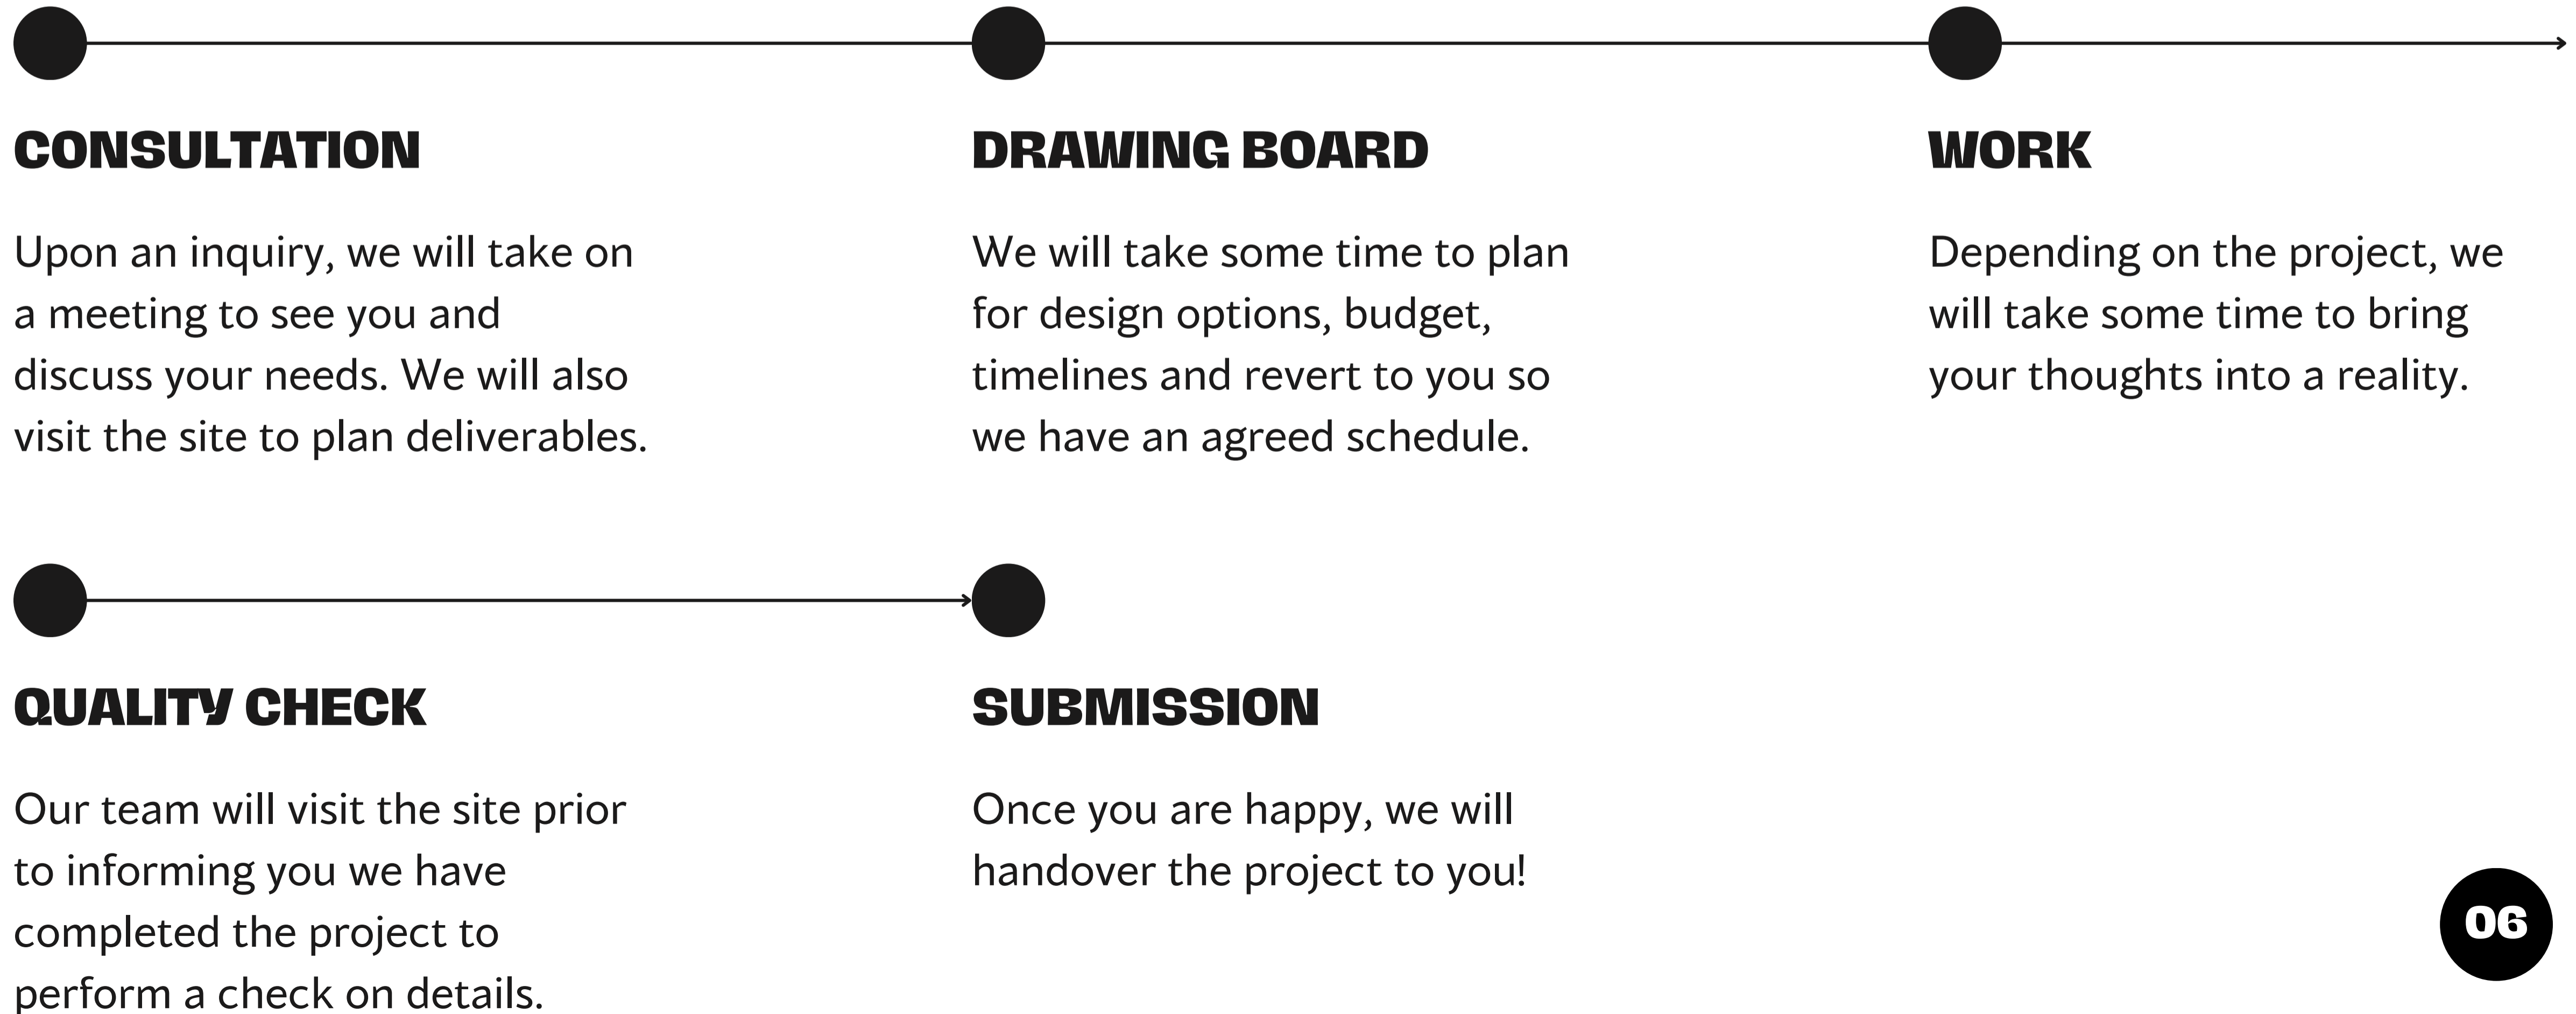 CONSULTATION
Upon an inquiry, we will take on
a meeting to see you and
discuss your needs. We will also
visit the site to plan deliverables.
DRAWING BOARD
We will take some time to plan
for design options, budget,
timelines and revert to you so
we have an agreed schedule.
WORK
Depending on the project, we
will take some time to bring
your thoughts into a reality.
QUALITY CHECK
Our team will visit the site prior
to informing you we have
completed the project to
perform a check on details.
SUBMISSION
Once you are happy, we will
handover the project to you!
06